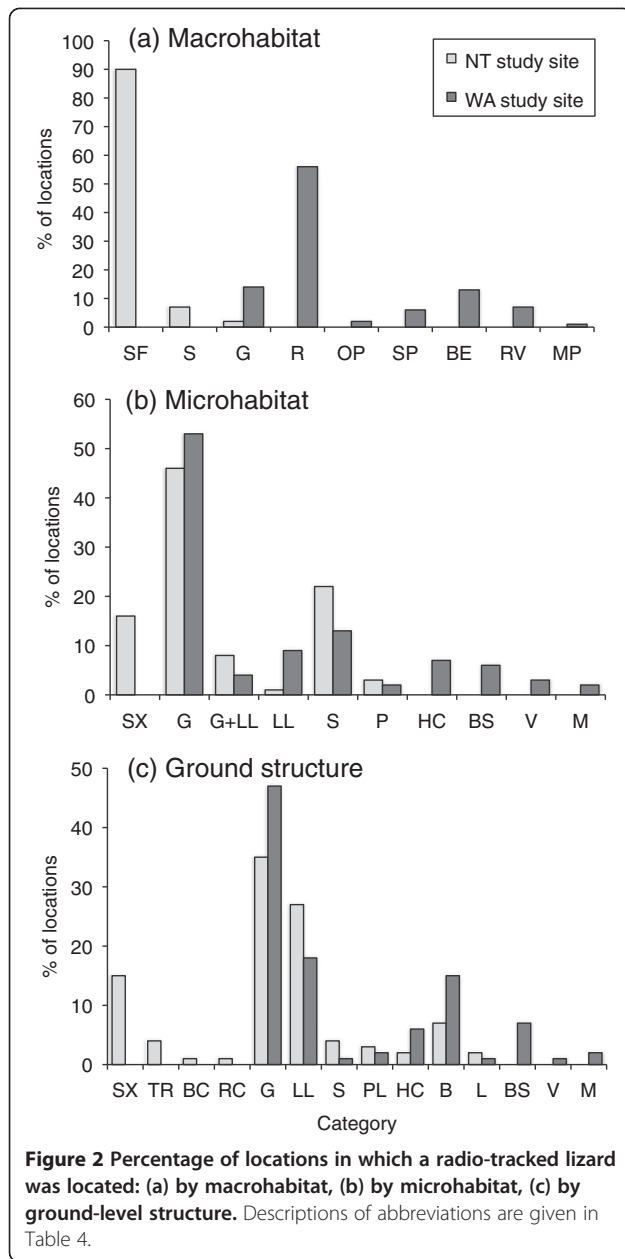 (a) Macrohabitat
NT study site
WA study site
% of locations
100
90
80
70
60
50
40
30
20
10
0
SF S G R OP SP BE RV MP
(b) Microhabitat
% of locations
60
50
40
30
20
10
0
SX G G+LL LL S P HC BS V M
(c) Ground structure
% of locations
50
40
30
20
10
0
SX TR BC RC G LL S PL HC B L BS V M
Category
Figure 2 Percentage of locations in which a radio-tracked lizard
was located: (a) by macrohabitat, (b) by microhabitat, (c) by
ground-level structure. Descriptions of abbreviations are given in
Table 4.